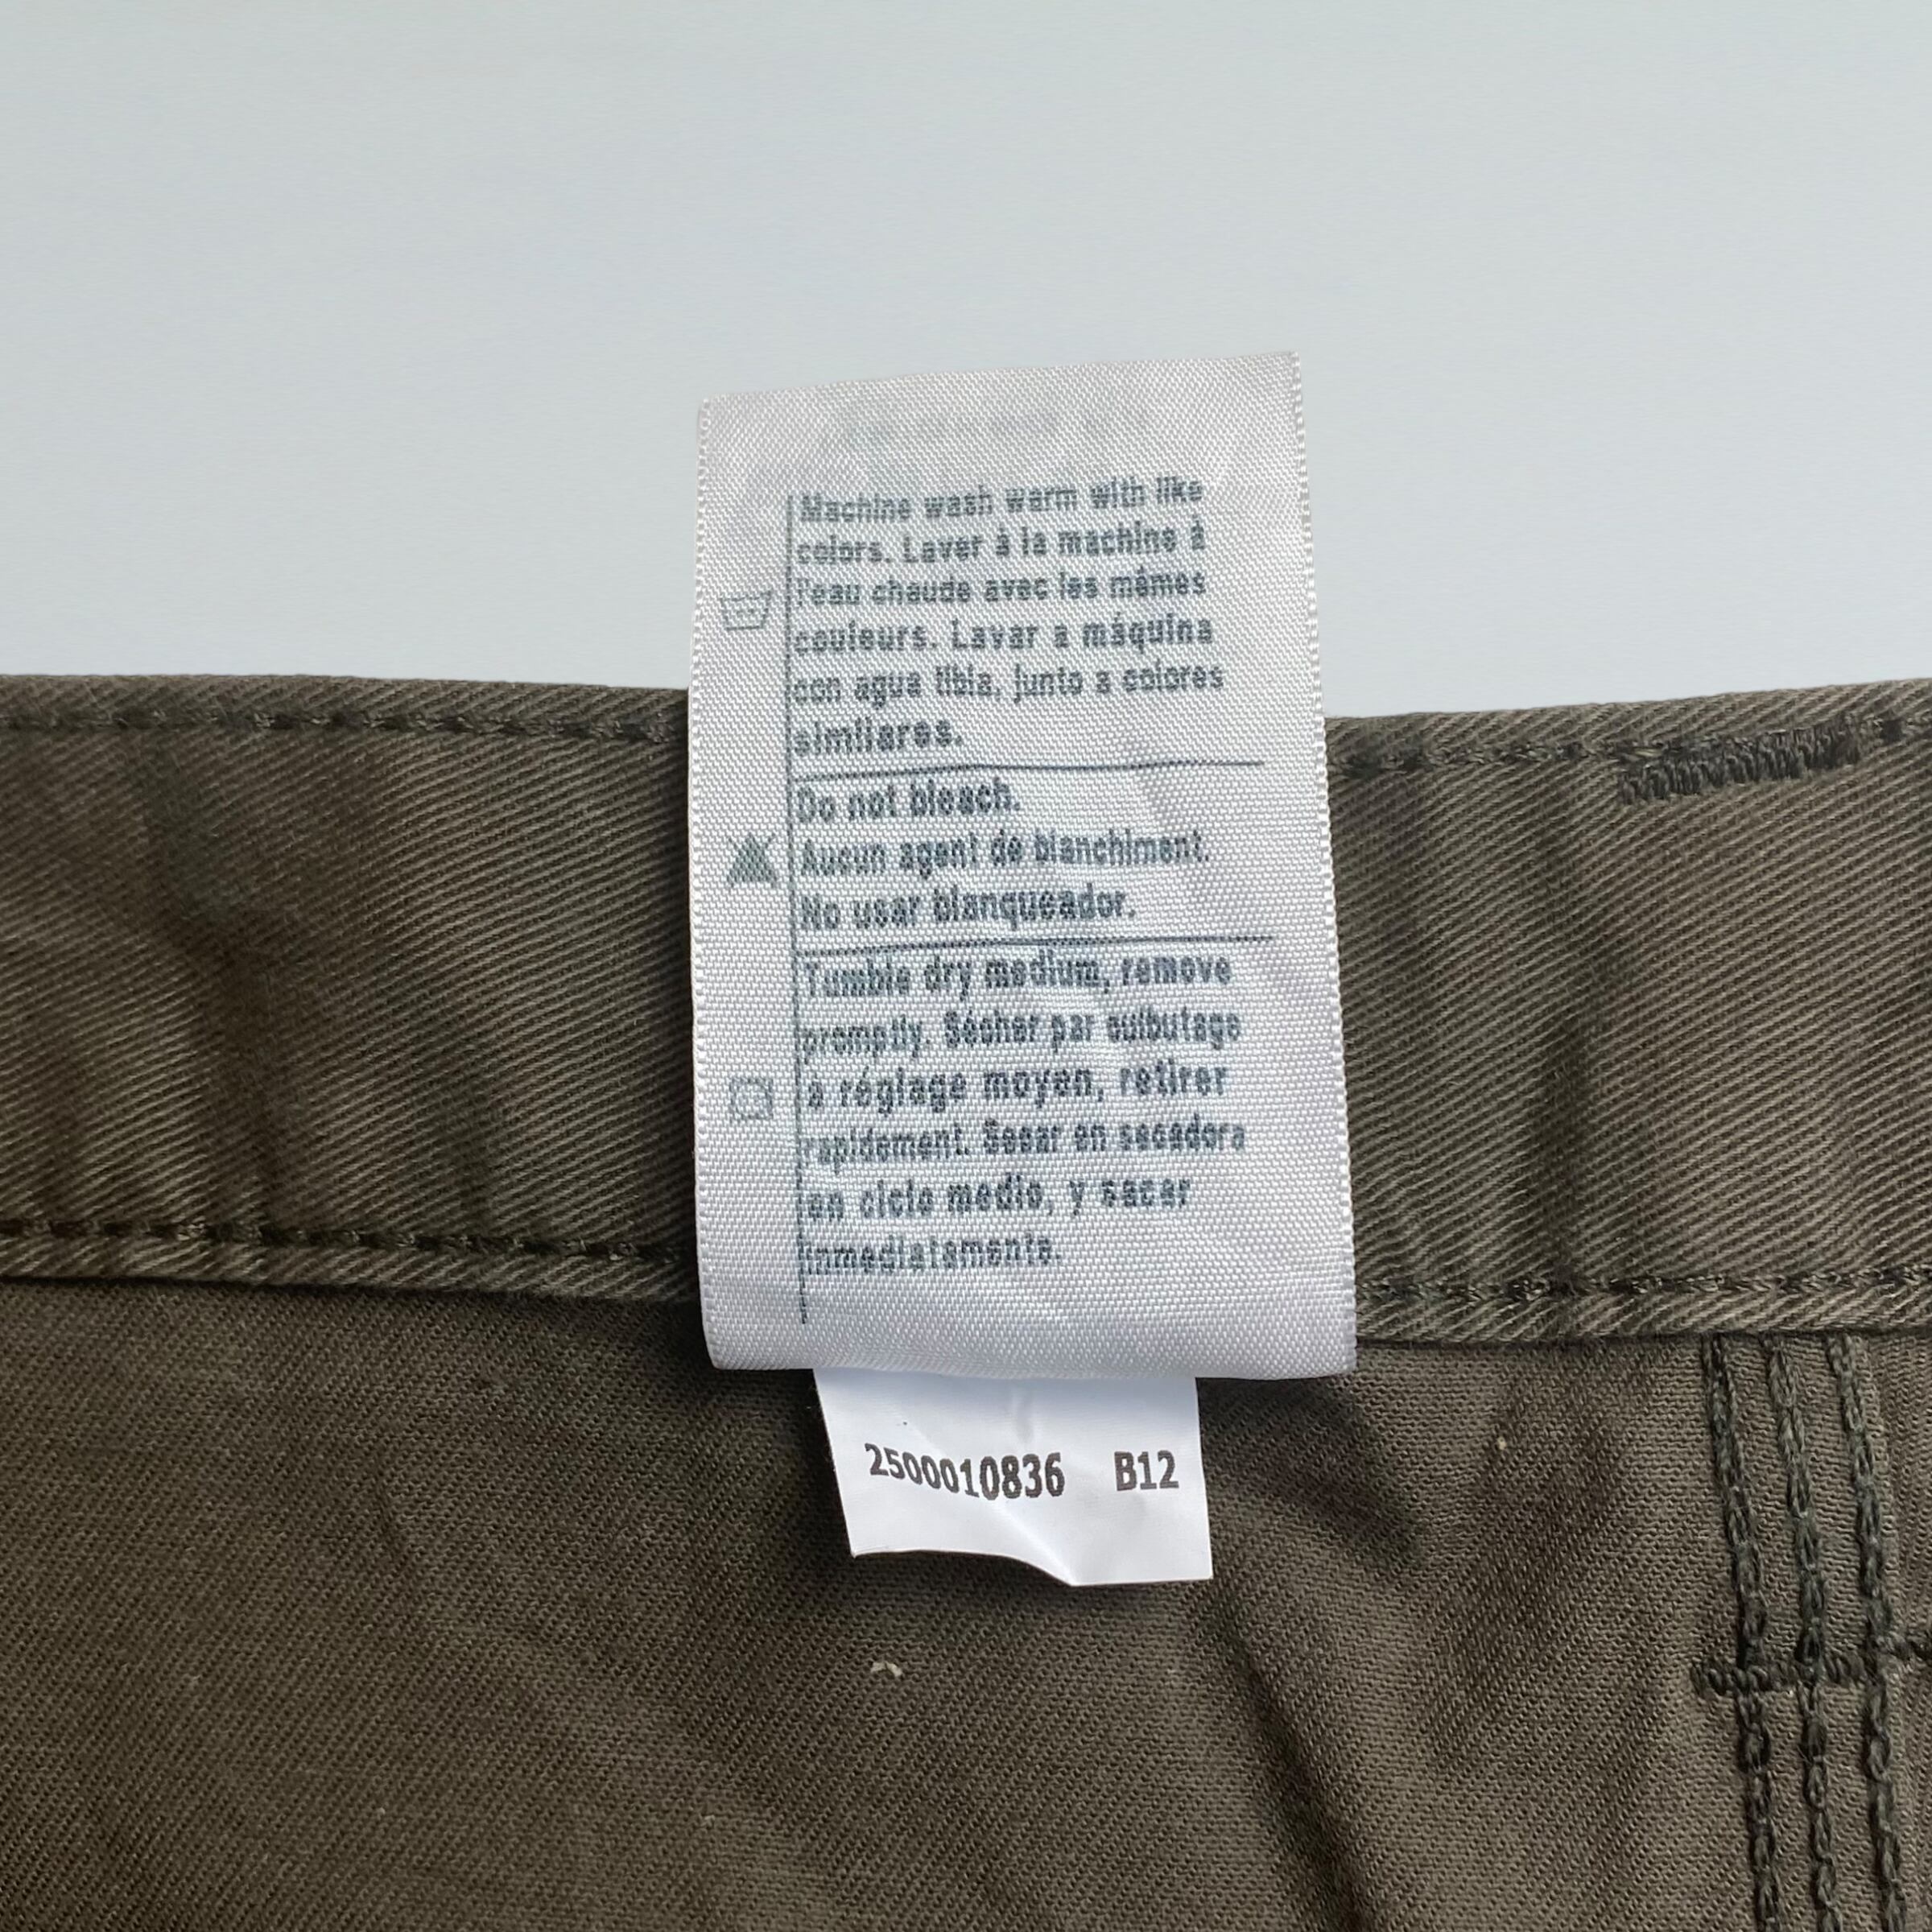 Machine wash warm with like
colors. Laver à la machine à
l'eau chaude avec les mêmes
couleurs. Lavar a máquina
con agua tibia, junto a colores
similares.
Do not bleach.
Aucun agent de blanchiment.
No usar blanqueador.
Tumble dry medium, remove
promptly. Sécher par culbutage
à réglage moyen, retirer
rapidement. Secar en secadora
en ciclo medio, y sacar
inmediatamente.
2500010836 B12